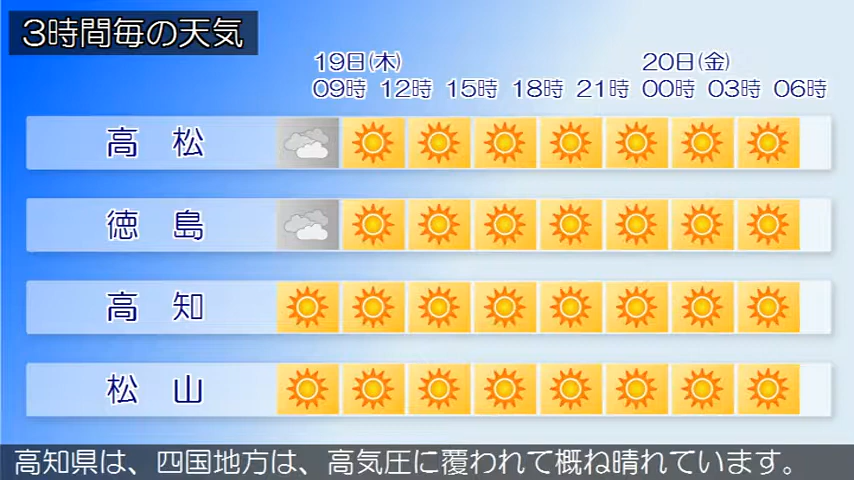 3時間毎の天気
19日(木) 20日(金)
09時 12時 15時 18時 21時 00時 03時 06時
高松
徳島
高知
松山
高知県は、四国地方は、高気圧に覆われて概ね晴れています。